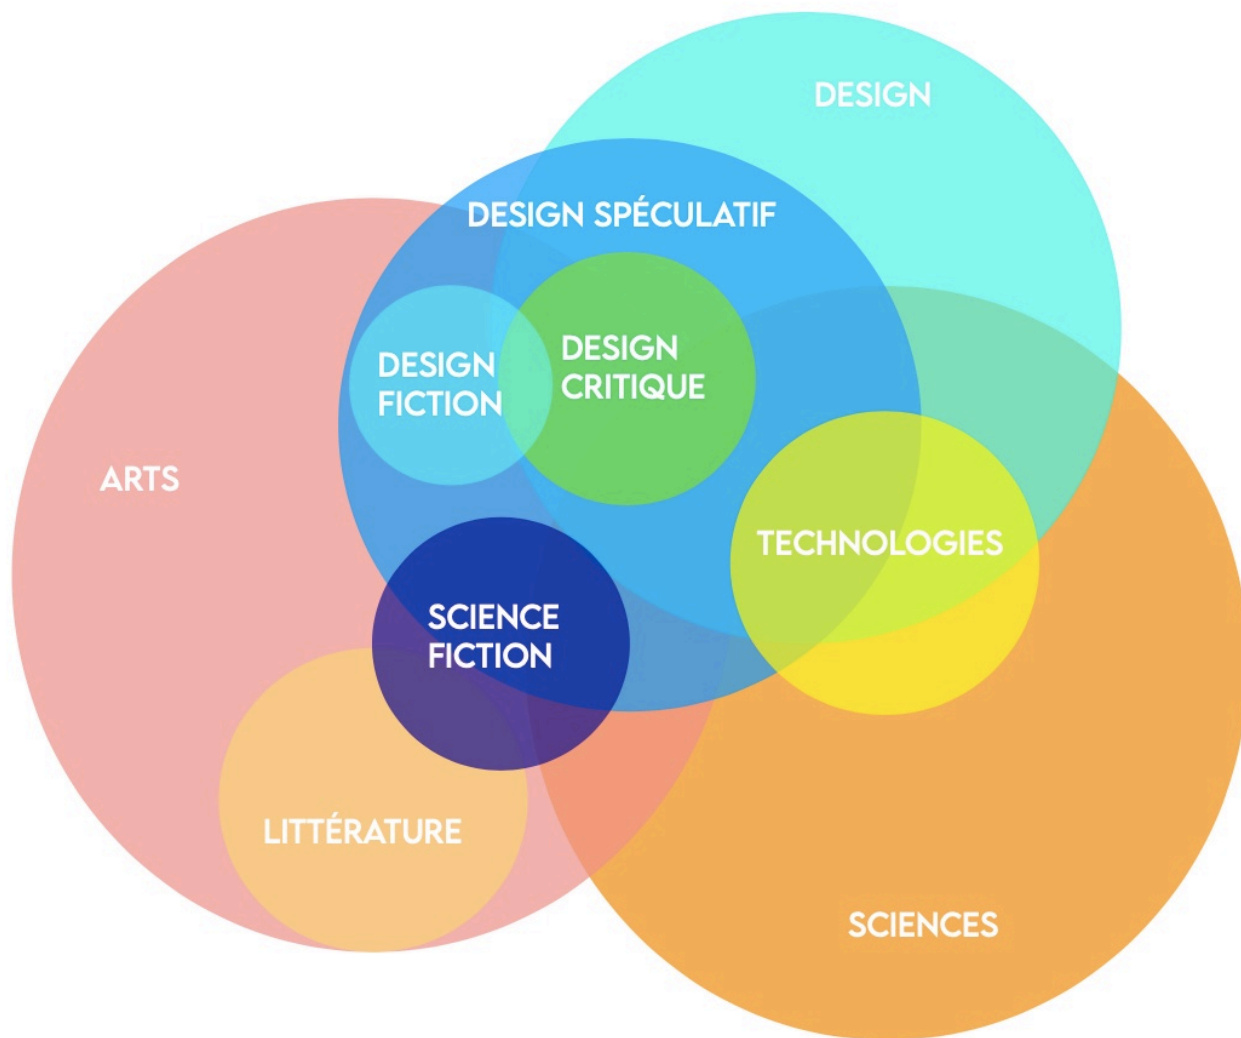 DESIGN
DESIGN SPÉCULATIF
DESIGN
FICTION
DESIGN
CRITIQUE
ARTS
TECHNOLOGIES
SCIENCE
FICTION
LITTÉRATURE
SCIENCES